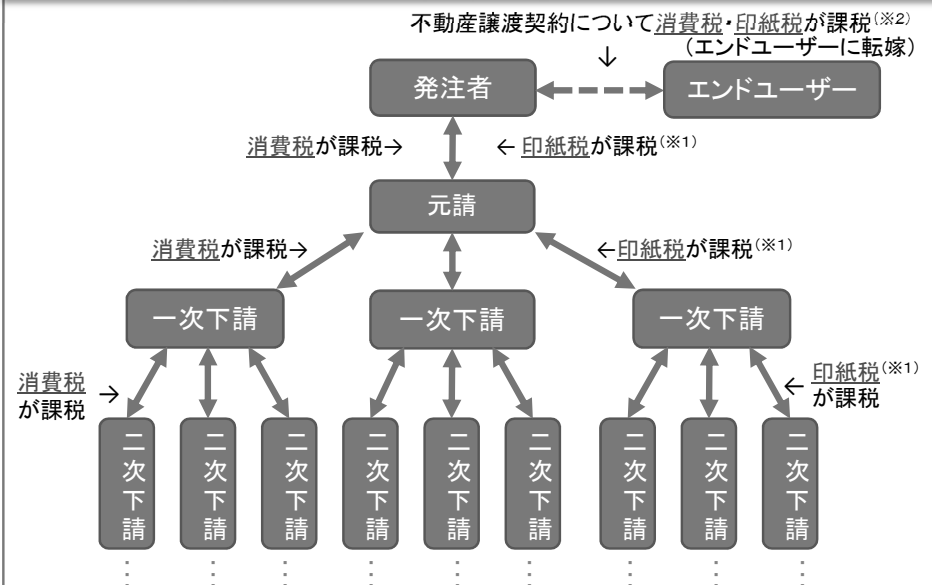 不動産譲渡契約について消費税・印紙税が課税(※2)
(エンドユーザーに転嫁)
↓
発注者
エンドユーザー
消費税が課税→
← 印紙税が課税(※1)
元請
消費税が課税→
←印紙税が課税(※1)
一次下請
一次下請
一次下請
消費税
が課税
→
← 印紙税(※1)
が課税
二次下請
二次下請
二次下請
二次下請
二次下請
二次下請
二次下請
二次下請
二次下請